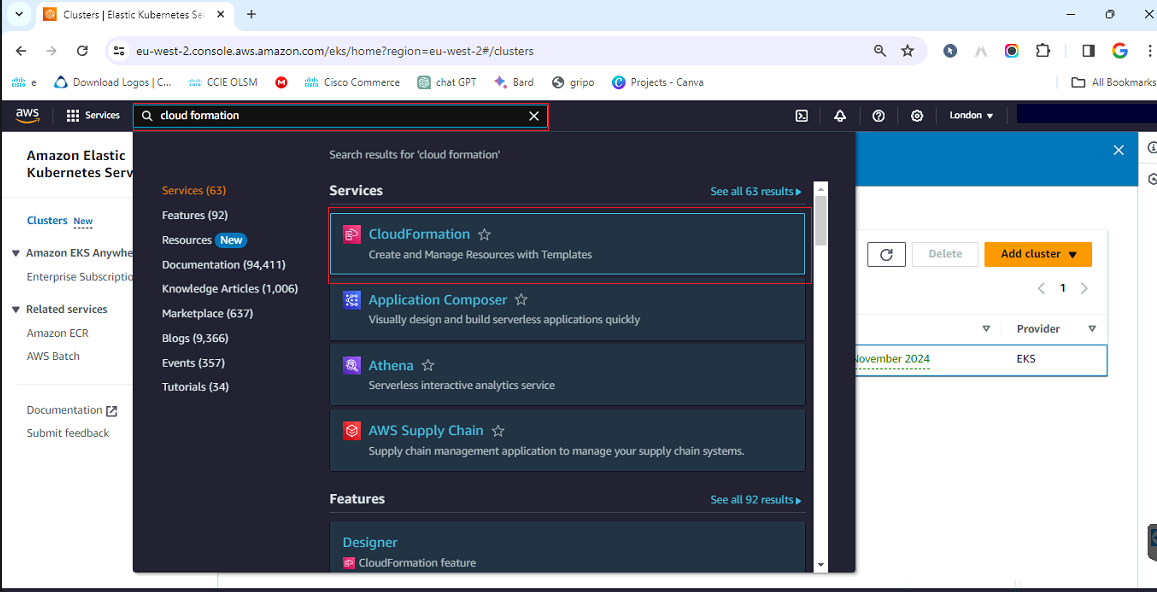 Clusters | Elastic Kubernetes Se
eu-west-2.console.aws.amazon.com/eks/home?region=eu-west-2#/clusters
e
Download Logos | C...
CCIE OLSM
Cisco Commerce
chat GPT
Bard
gripo
Projects - Canva
All Bookmarks
aws
Services
cloud formation
London
Amazon Elastic
Kubernetes Serv
Clusters New
Amazon EKS Anywhe
Enterprise Subscriptio
Related services
Amazon ECR
AWS Batch
Documentation
Submit feedback
Search results for 'cloud formation'
Services (63)
Features (92)
Resources New
Documentation (94,411)
Knowledge Articles (1,006)
Marketplace (637)
Blogs (9,366)
Events (357)
Tutorials (34)
Services
See all 63 results
CloudFormation
Create and Manage Resources with Templates
Application Composer
Visually design and build serverless applications quickly
Athena
Serverless interactive analytics service
AWS Supply Chain
Supply chain management application to manage your supply chain systems.
Features
See all 92 results
Designer
CloudFormation feature
Delete
Add cluster
1
Provider
November 2024
EKS